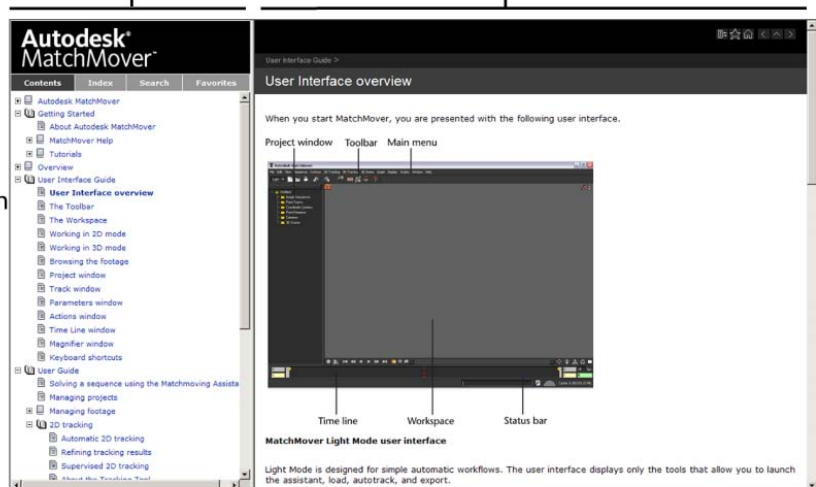 Autodesk®
MatchMover™
Contents Index Search Favorites
Autodesk MatchMover
Getting Started
About Autodesk MatchMover
MatchMover Help
Tutorials
Overview
User Interface Guide
User Interface overview
The Toolbar
The Workspace
Working in 2D mode
Working in 3D mode
Browsing the footage
Project window
Track window
Parameters window
Actions window
Time Line window
Magnifier window
Keyboard shortcuts
User Guide
Solving a sequence using the Matchmoving Assista
Managing projects
Managing footage
2D tracking
Automatic 2D tracking
Refining tracking results
Supervised 2D tracking
About the Tracking Tool
User Interface Guide >
User Interface overview
When you start MatchMover, you are presented with the following user interface.
Project window Toolbar Main menu
Time line Workspace Status bar
MatchMover Light Mode user interface
Light Mode is designed for simple automatic workflows. The user interface displays only the tools that allow you to launch
the assistant, load, autotrack, and export.